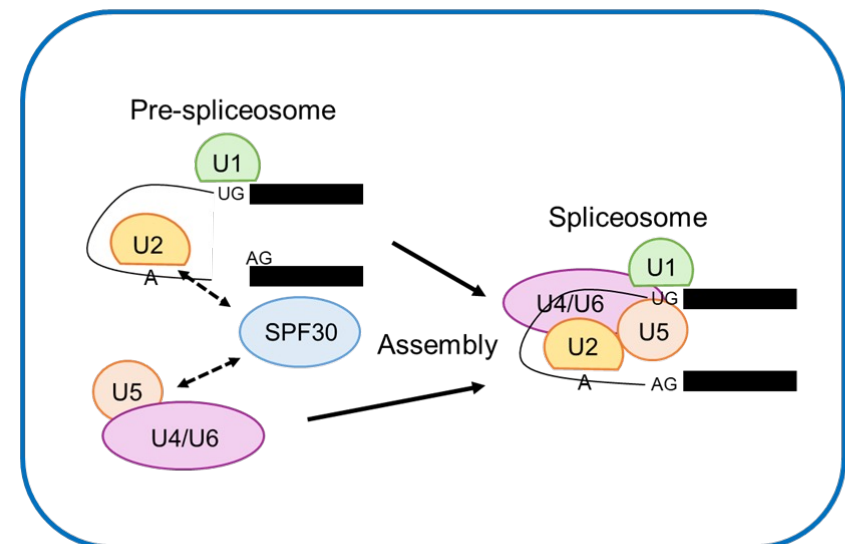 Pre-spliceosome
U1
UG
U2
A
AG
SPF30
U5
U4/U6
Assembly
Spliceosome
U1
U4/U6
UG
U5
U2
A
AG